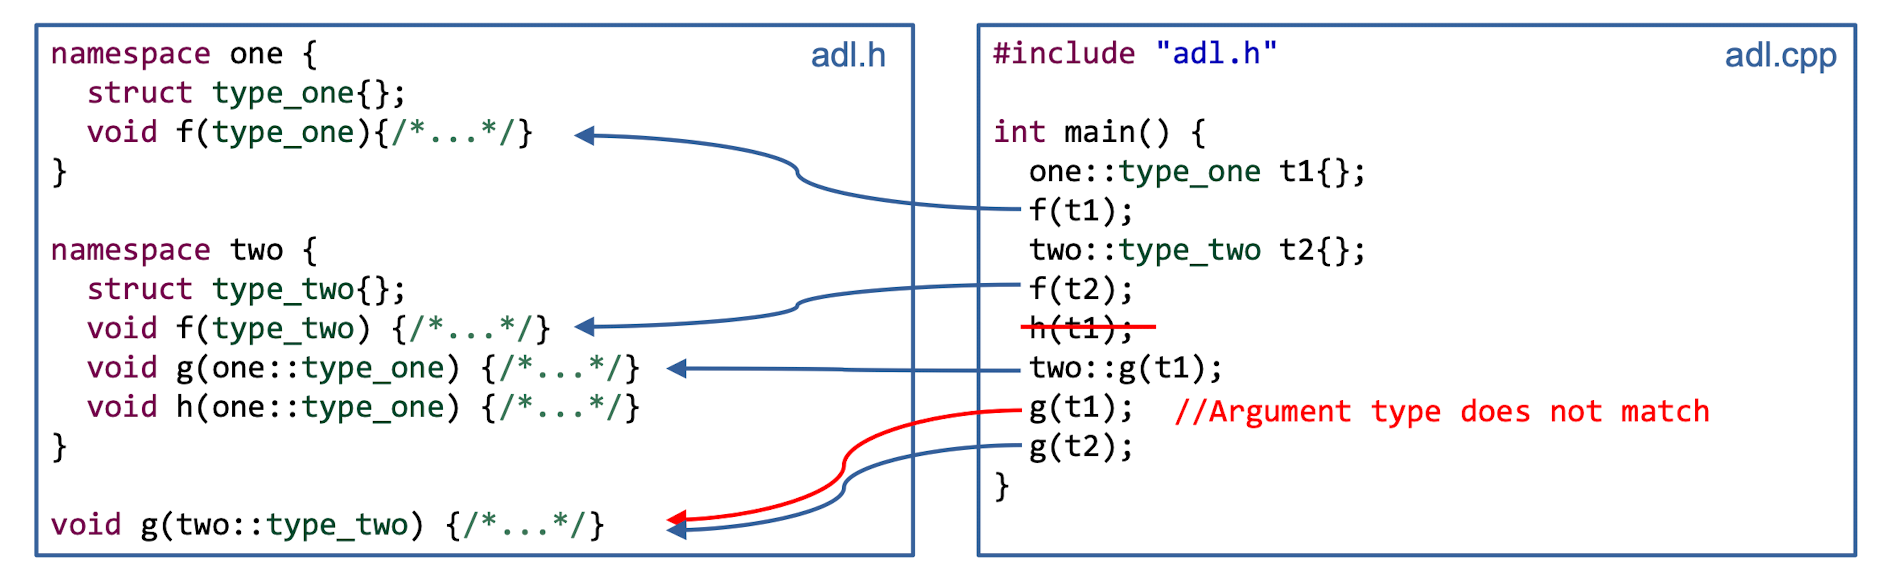 adl.h
namespace one {
  struct type_one{};
  void f(type_one){/*...*/}
}

namespace two {
  struct type_two{};
  void f(type_two) {/*...*/}
  void g(one::type_one) {/*...*/}
  void h(one::type_one) {/*...*/}
}

void g(two::type_two) {/*...*/}

adl.cpp
#include "adl.h"

int main() {
  one::type_one t1{};
  f(t1);
  two::type_two t2{};
  f(t2);
  h(t1);
  two::g(t1);
  g(t1);  //Argument type does not match
  g(t2);
}